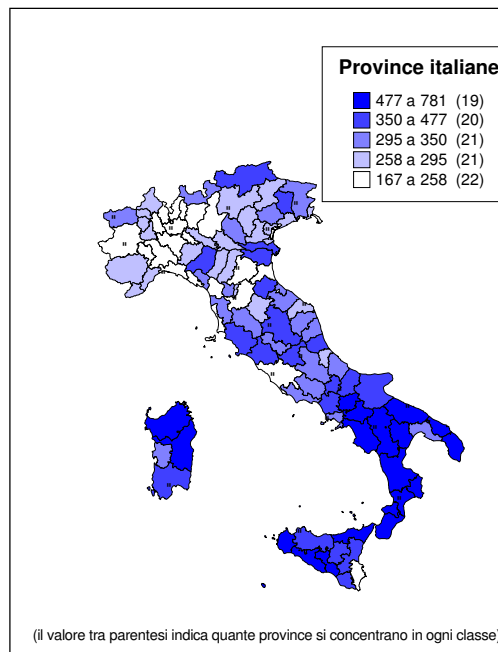 Province italiane
477 a 781 (19)
350 a 477 (20)
295 a 350 (21)
258 a 295 (21)
167 a 258 (22)
(il valore tra parentesi indica quante province si concentrano in ogni classe)